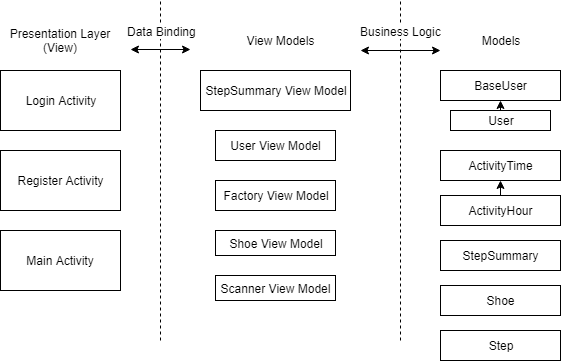 Presentation Layer
(View)
Data Binding
View Models
Business Logic
Models
Login Activity
Register Activity
Main Activity
StepSummary View Model
User View Model
Factory View Model
Shoe View Model
Scanner View Model
BaseUser
User
ActivityTime
ActivityHour
StepSummary
Shoe
Step